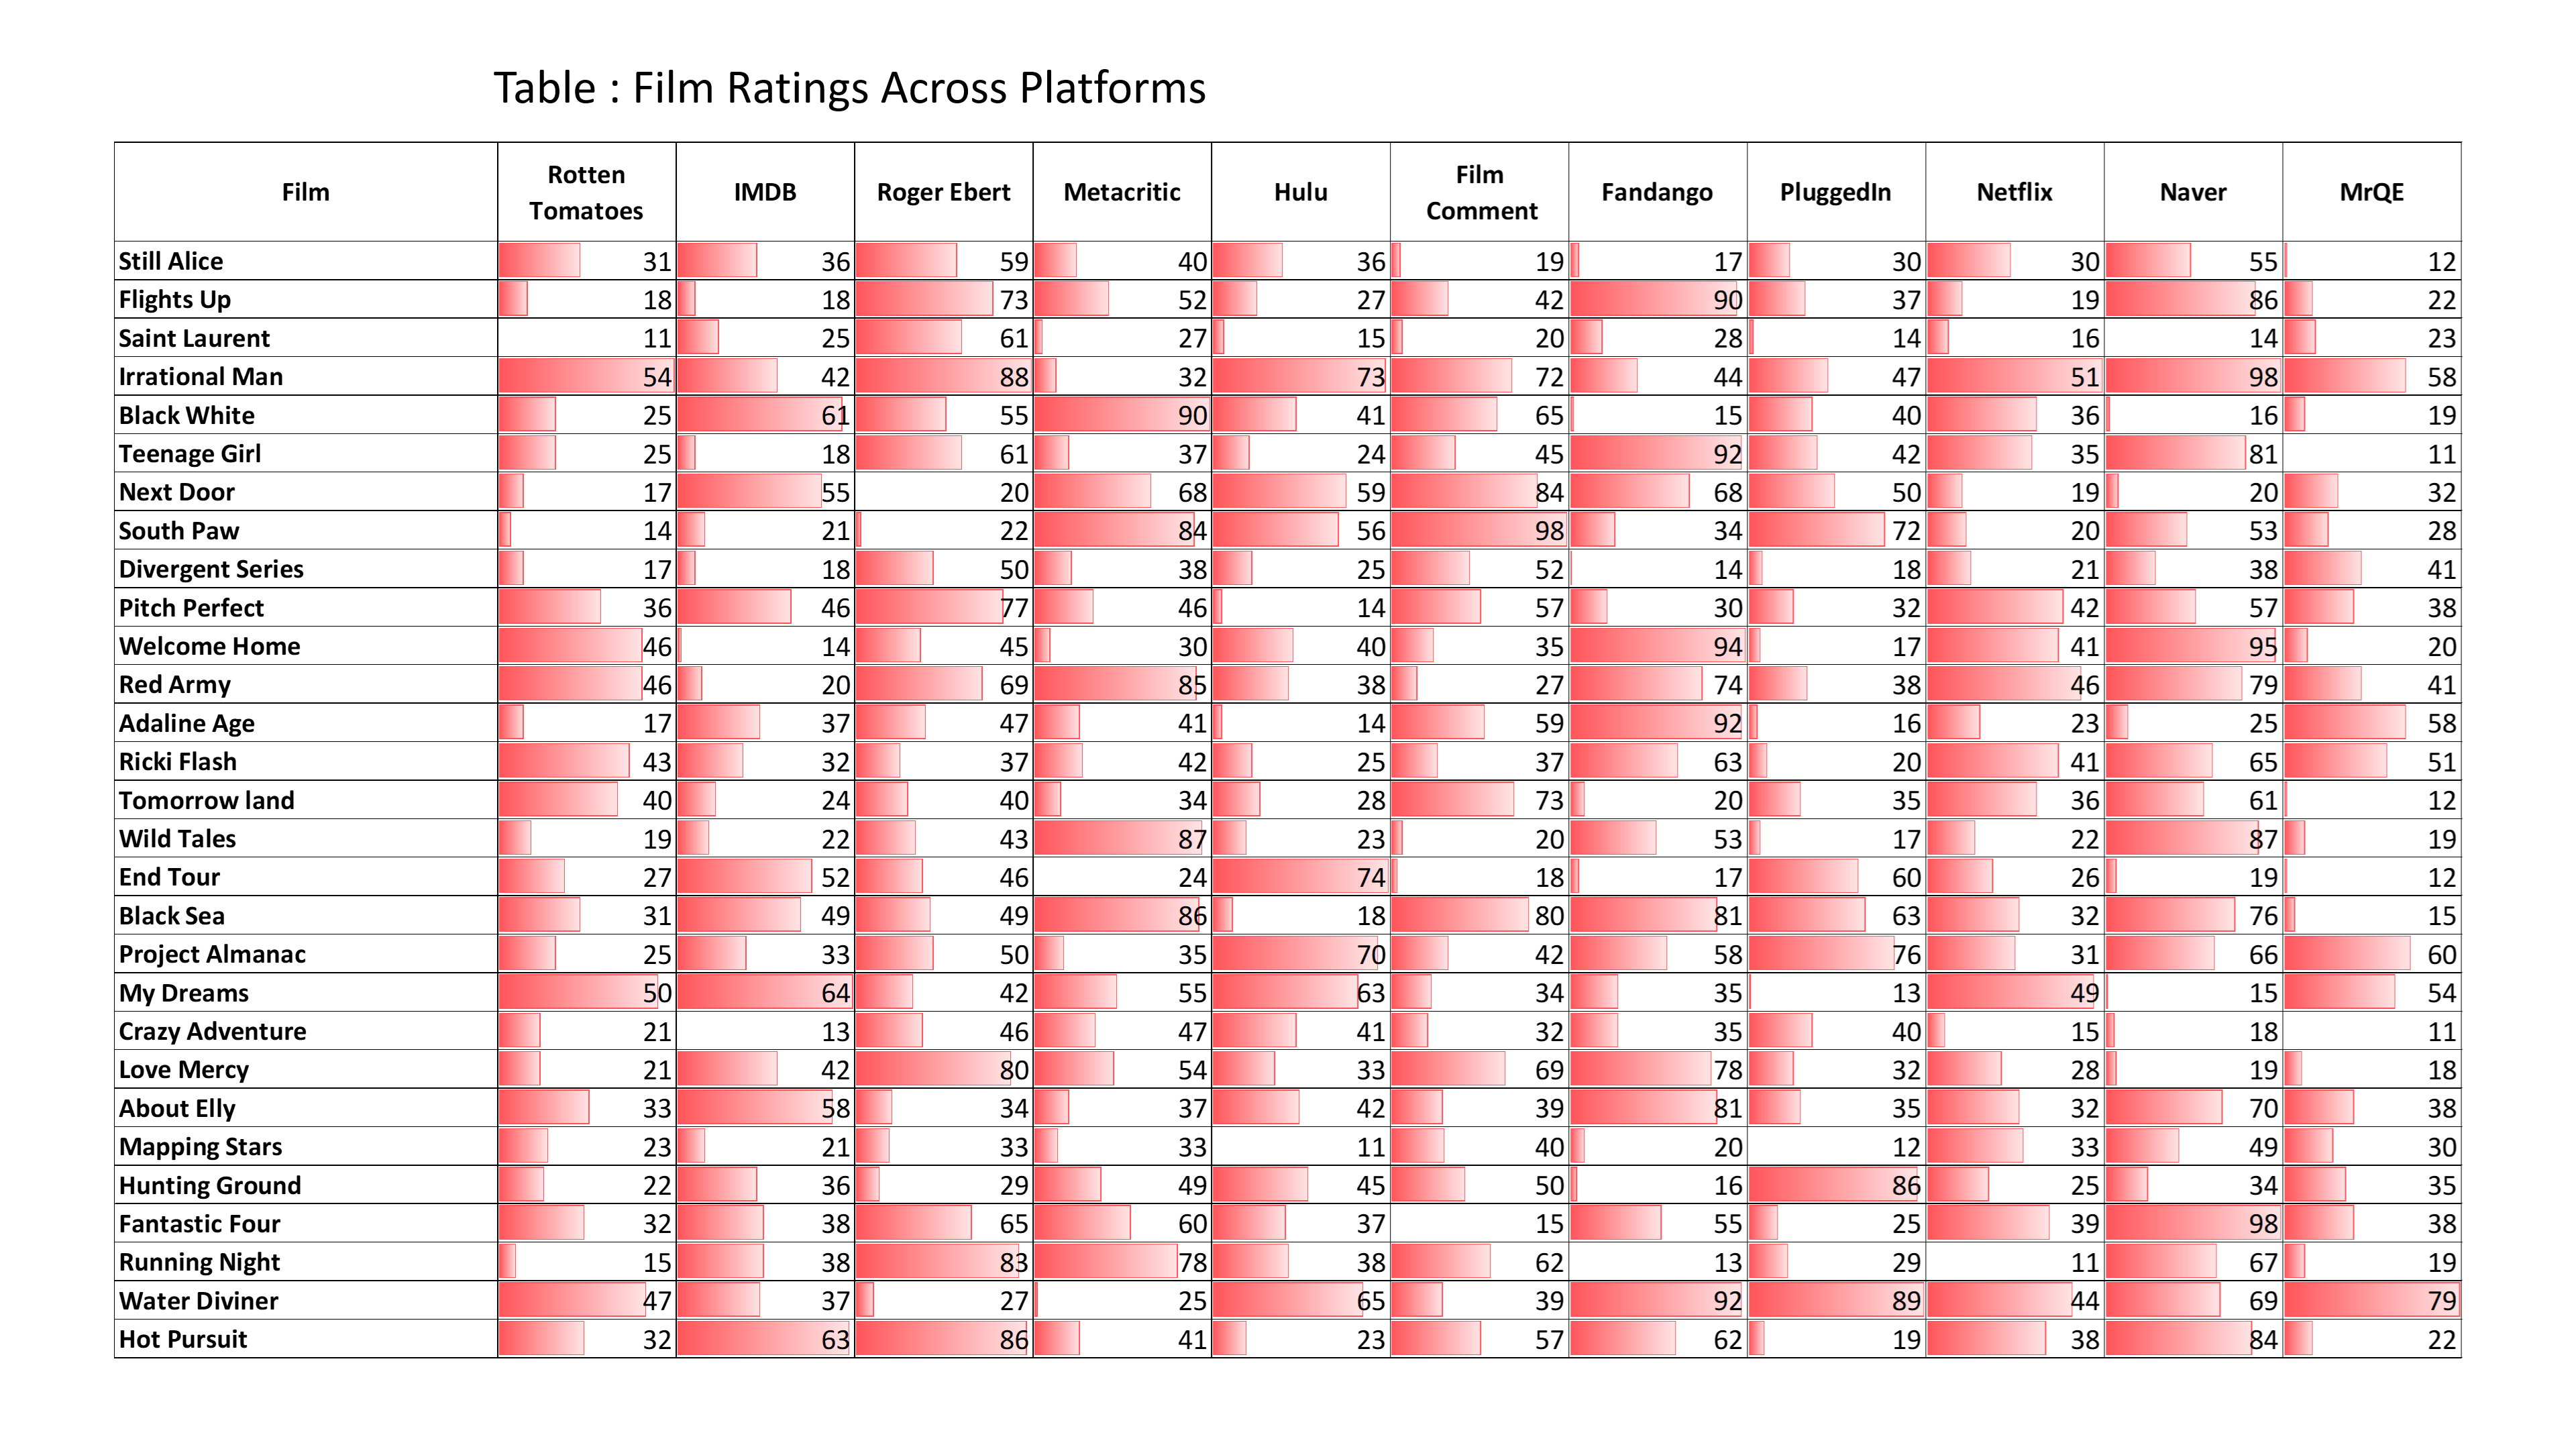 Table : Film Ratings Across Platforms
Film Rotten Tomatoes IMDB Roger Ebert Metacritic Hulu Film Comment Fandango PluggedIn Netflix Naver MrQE
Still Alice 31 36 59 40 36 19 17 30 30 55 12
Flights Up 18 18 73 52 27 42 90 37 19 86 22
Saint Laurent 11 25 61 27 15 20 28 14 16 14 23
Irrational Man 54 42 88 32 73 72 44 47 51 98 58
Black White 25 61 55 90 41 65 15 40 36 16 19
Teenage Girl 25 18 61 37 24 45 92 42 35 81 11
Next Door 17 55 20 68 59 84 68 50 19 20 32
South Paw 14 21 22 84 56 98 34 72 20 53 28
Divergent Series 17 18 50 38 25 52 14 18 21 38 41
Pitch Perfect 36 46 77 46 14 57 30 32 42 57 38
Welcome Home 46 14 45 30 40 35 94 17 41 95 20
Red Army 46 20 69 85 38 27 74 38 46 79 41
Adaline Age 17 37 47 41 14 59 92 16 23 25 58
Ricki Flash 43 32 37 42 25 37 63 20 41 65 51
Tomorrow land 40 24 40 34 28 73 20 35 36 61 12
Wild Tales 19 22 43 87 23 20 53 17 22 87 19
End Tour 27 52 46 24 74 18 17 60 26 19 12
Black Sea 31 49 49 86 18 80 81 63 32 76 15
Project Almanac 25 33 50 35 70 42 58 76 31 66 60
My Dreams 50 64 42 55 63 34 35 13 49 15 54
Crazy Adventure 21 13 46 47 41 32 35 40 15 18 11
Love Mercy 21 42 80 54 33 69 78 32 28 19 18
About Elly 33 58 34 37 42 39 81 35 32 70 38
Mapping Stars 23 21 33 33 11 40 20 12 33 49 30
Hunting Ground 22 36 29 49 45 50 16 86 25 34 35
Fantastic Four 32 38 65 60 37 15 55 25 39 98 38
Running Night 15 38 83 78 38 62 13 29 11 67 19
Water Diviner 47 37 27 25 65 39 92 89 44 69 79
Hot Pursuit 32 63 86 41 23 57 62 19 38 84 22